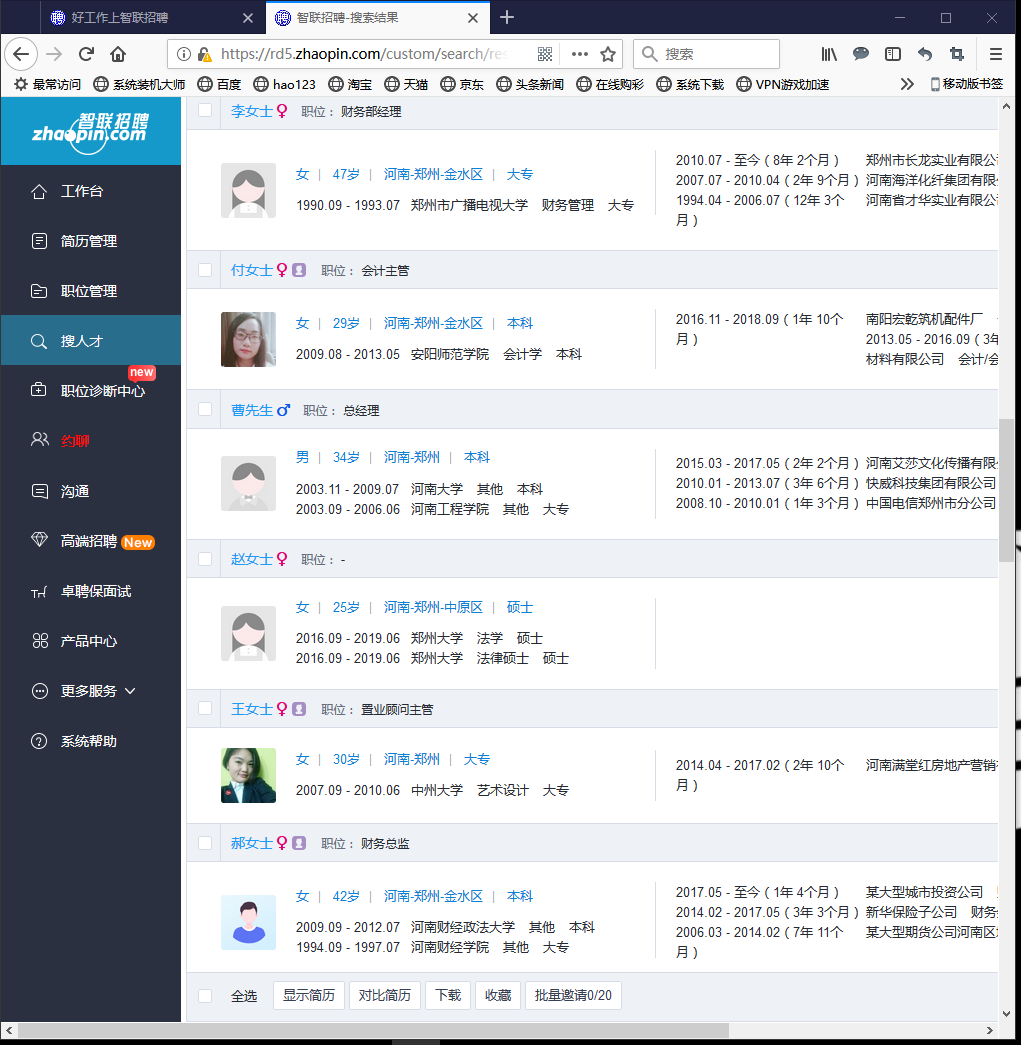 好工作上智联招聘
智联招聘-搜索结果
https://rd5.zhaopin.com/custom/search/res
搜索
最常访问 系统装机大师 百度 hao123 淘宝 天猫 京东 头条新闻 在线购彩 系统下载 VPN游戏加速 移动版书签
智联招聘
zhaopin.com
工作台
简历管理
职位管理
搜人才
职位诊断中心 new
约聊
沟通
高端招聘 New
卓聘保面试
产品中心
更多服务
系统帮助
李女士 职位: 财务部经理
女 | 47岁 | 河南-郑州-金水区 | 大专
1990.09 - 1993.07 郑州市广播电视大学 财务管理 大专
2010.07 - 至今 ( 8年 2个月 ) 郑州市长龙实业有限公
2007.07 - 2010.04 ( 2年 9个月 ) 河南海洋化纤集团有限
1994.04 - 2006.07 ( 12年 3个月 ) 河南省才华实业有限公
付女士 职位: 会计主管
女 | 29岁 | 河南-郑州-金水区 | 本科
2009.08 - 2013.05 安阳师范学院 会计学 本科
2016.11 - 2018.09 ( 1年 10个月 ) 南阳宏乾筑机配件厂
2013.05 - 2016.09 ( 3年
材料有限公司 会计/会
曹先生 职位: 总经理
男 | 34岁 | 河南-郑州 | 本科
2003.11 - 2009.07 河南大学 其他 本科
2003.09 - 2006.06 河南工程学院 其他 大专
2015.03 - 2017.05 ( 2年 2个月 ) 河南艾莎文化传播有限
2010.01 - 2013.07 ( 3年 6个月 ) 快威科技集团有限公司
2008.10 - 2010.01 ( 1年 3个月 ) 中国电信郑州市分公司
赵女士 职位: -
女 | 25岁 | 河南-郑州-中原区 | 硕士
2016.09 - 2019.06 郑州大学 法学 硕士
2016.09 - 2019.06 郑州大学 法律硕士 硕士
王女士 职位: 置业顾问主管
女 | 30岁 | 河南-郑州 | 大专
2007.09 - 2010.06 中州大学 艺术设计 大专
2014.04 - 2017.02 ( 2年 10个月 ) 河南满堂红房地产营销
郝女士 职位: 财务总监
女 | 42岁 | 河南-郑州-金水区 | 本科
2009.09 - 2012.07 河南财经政法大学 其他 本科
1994.09 - 1997.07 河南财经学院 其他 大专
2017.05 - 至今 ( 1年 4个月 ) 某大型城市投资公司
2014.02 - 2017.05 ( 3年 3个月 ) 新华保险子公司 财务
2006.03 - 2014.02 ( 7年 11个月 ) 某大型期货公司河南区
全选 显示简历 对比简历 下载 收藏 批量邀请0/20